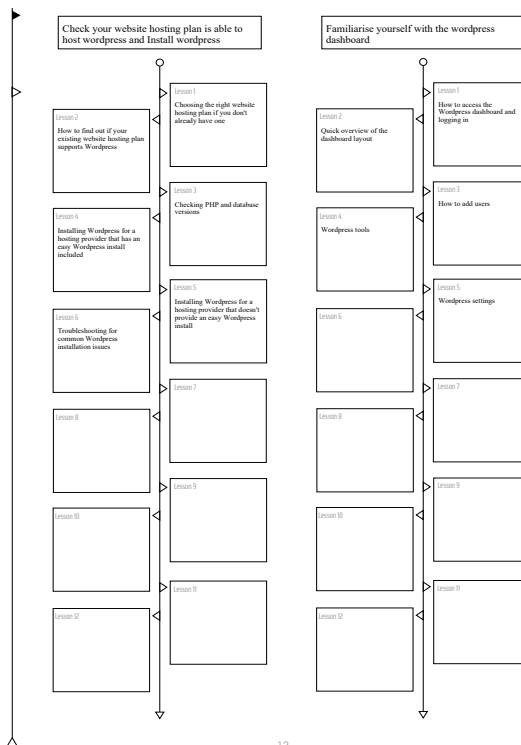 Check your website hosting plan is able to
host wordpress and Install wordpress
Lesson 1
Choosing the right website
hosting plan if you don't
already have one
Lesson 2
How to find out if your
existing website hosting plan
supports Wordpress
Lesson 3
Checking PHP and database
versions
Lesson 4
Installing Wordpress for a
hosting provider that has an
easy Wordpress install
included
Lesson 5
Installing Wordpress for a
hosting provider that doesn't
provide an easy Wordpress
install
Lesson 6
Troubleshooting for
common Wordpress
installation issues
Lesson 7
Lesson 8
Lesson 9
Lesson 10
Lesson 11
Lesson 12
Familiarise yourself with the wordpress
dashboard
Lesson 1
How to access the
Wordpress dashboard and
logging in
Lesson 2
Quick overview of the
dashboard layout
Lesson 3
How to add users
Lesson 4
Wordpress tools
Lesson 5
Wordpress settings
Lesson 6
Lesson 7
Lesson 8
Lesson 9
Lesson 10
Lesson 11
Lesson 12
12